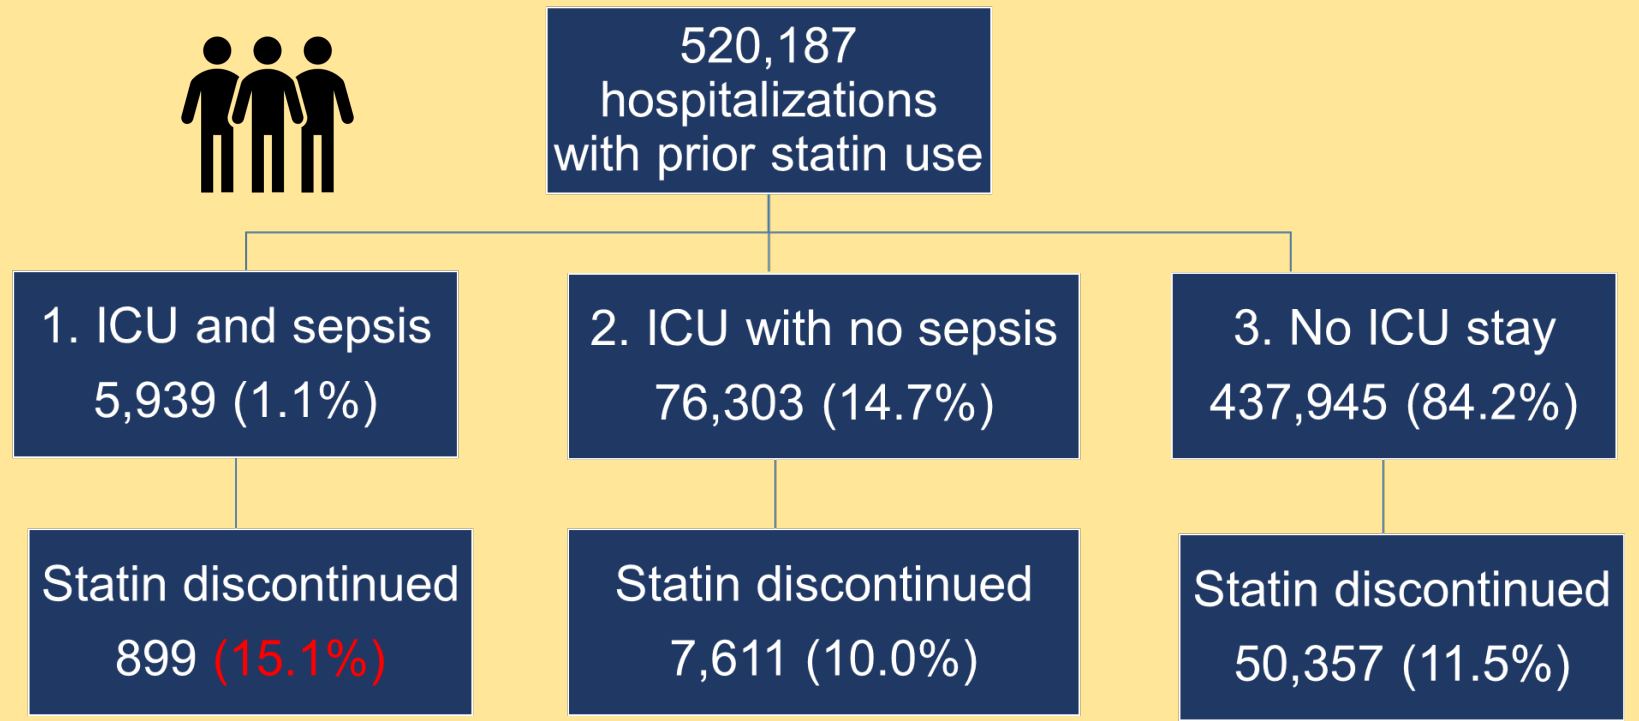 520,187
hospitalizations
with prior statin use
1. ICU and sepsis
5,939 (1.1%)
2. ICU with no sepsis
76,303 (14.7%)
3. No ICU stay
437,945 (84.2%)
Statin discontinued
899 (15.1%)
Statin discontinued
7,611 (10.0%)
Statin discontinued
50,357 (11.5%)